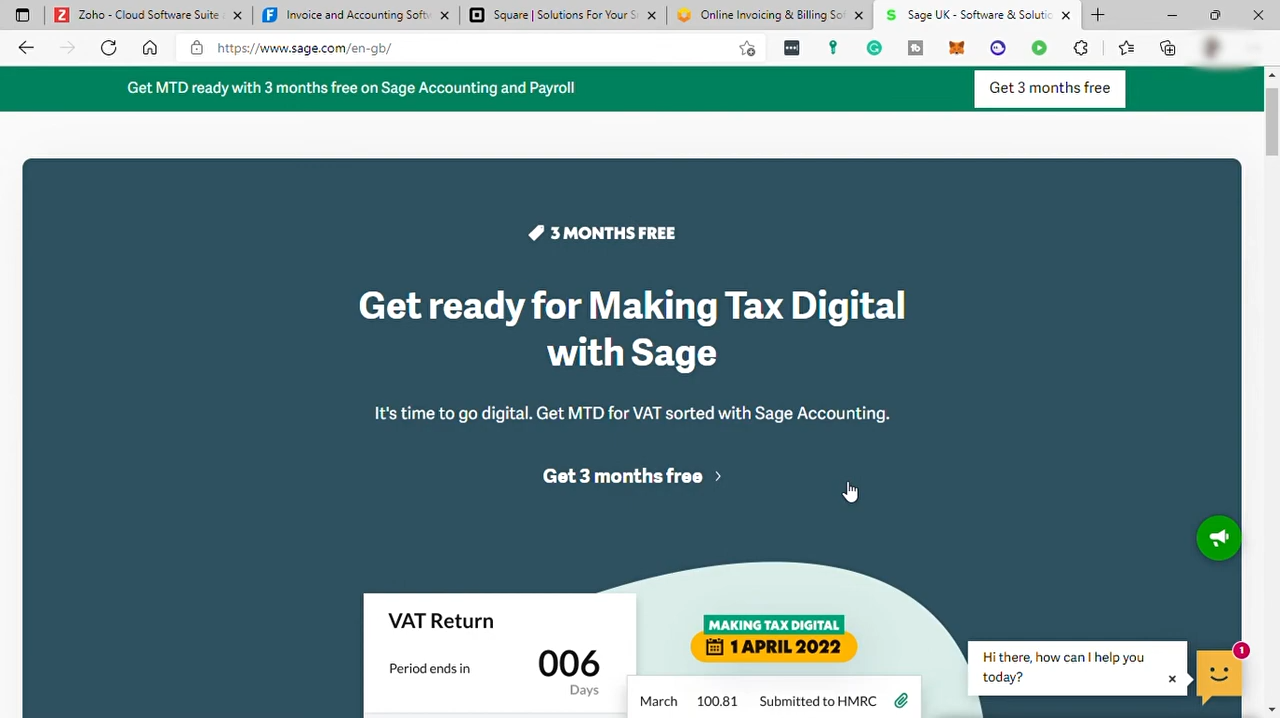 Zoho - Cloud Software Suite
Invoice and Accounting Softw
Square | Solutions For Your S
Online Invoicing & Billing Sof
Sage UK - Software & Solutio
https://www.sage.com/en-gb/
Get MTD ready with 3 months free on Sage Accounting and Payroll
Get 3 months free
3 MONTHS FREE
Get ready for Making Tax Digital
with Sage
It's time to go digital. Get MTD for VAT sorted with Sage Accounting.
Get 3 months free
VAT Return
Period ends in
006
Days
MAKING TAX DIGITAL
1 APRIL 2022
March 100.81 Submitted to HMRC
Hi there, how can I help you
today?
1